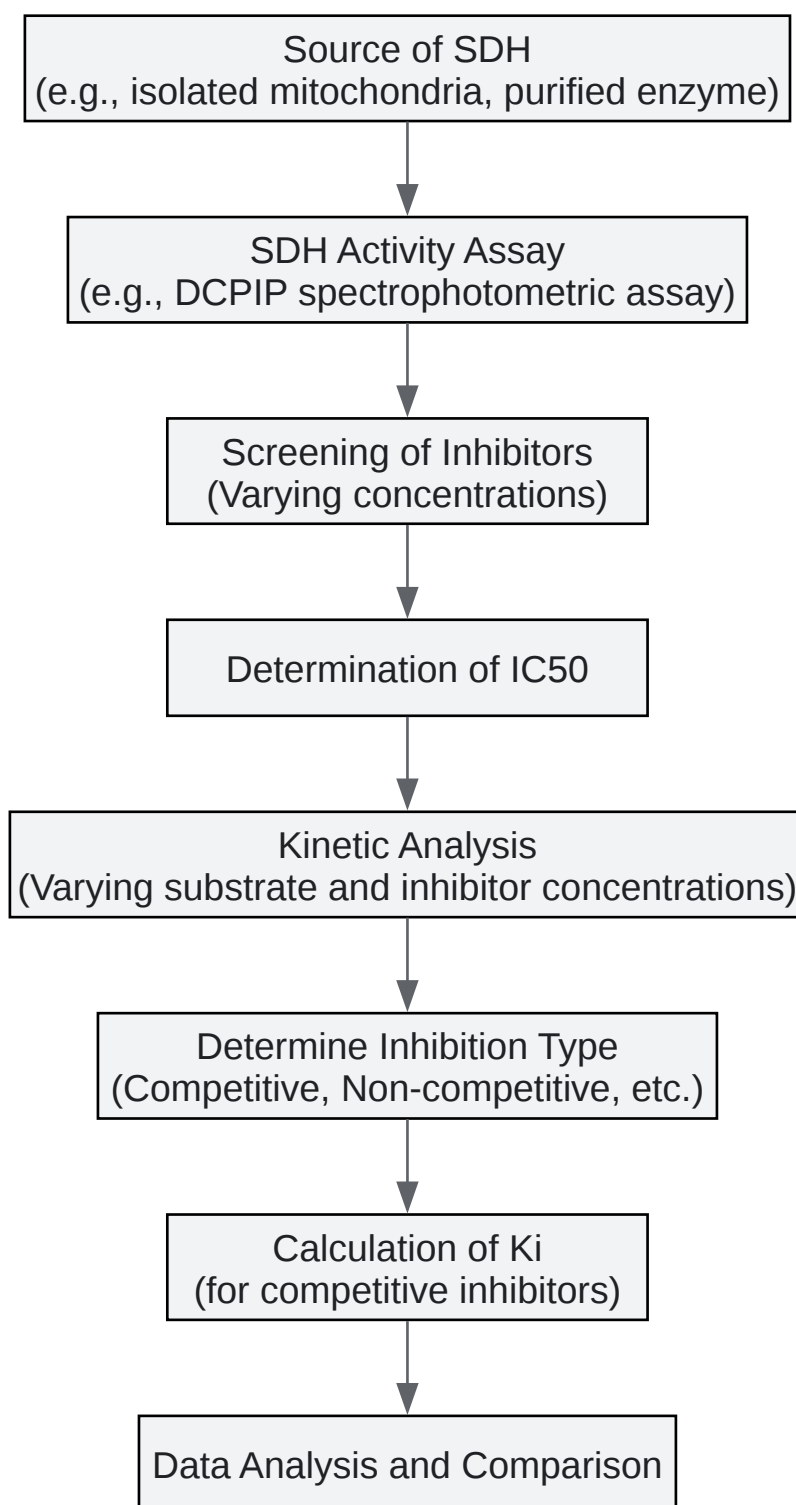 Source of SDH
(e.g., isolated mitochondria, purified enzyme)
SDH Activity Assay
(e.g., DCPIP spectrophotometric assay)
Screening of Inhibitors
(Varying concentrations)
Determination of IC50
Kinetic Analysis
(Varying substrate and inhibitor concentrations)
Determine Inhibition Type
(Competitive, Non-competitive, etc.)
Calculation of Ki
(for competitive inhibitors)
Data Analysis and Comparison